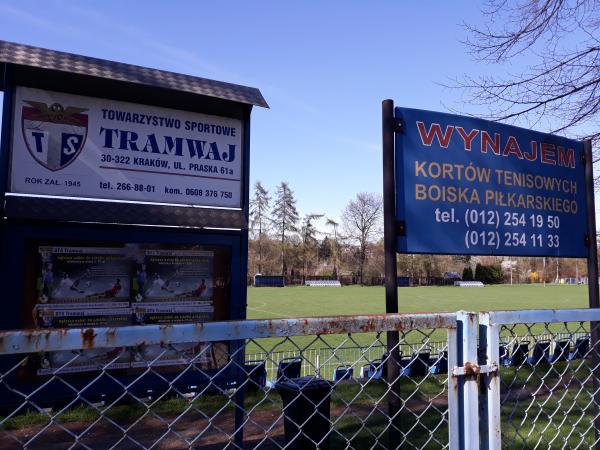 TOWARZYSTWO SPORTOWE
TRAMWAJ
30-322 KRAKÓW, UL. PRASKA 61a
TS
ROK ZAŁ. 1945
tel. 266-88-01 kom. 0608 376 750
WYNAJEM
KORTÓW TENISOWYCH
BOISKA PIŁKARSKIEGO
tel. (012) 254 19 50
(012) 254 11 33